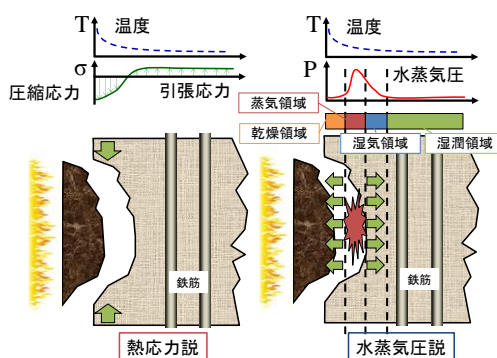 T 温度
σ
圧縮応力 引張応力
鉄筋
熱応力説
T 温度
P 水蒸気圧
蒸気領域
乾燥領域 湿気領域 湿潤領域
鉄筋
水蒸気圧説